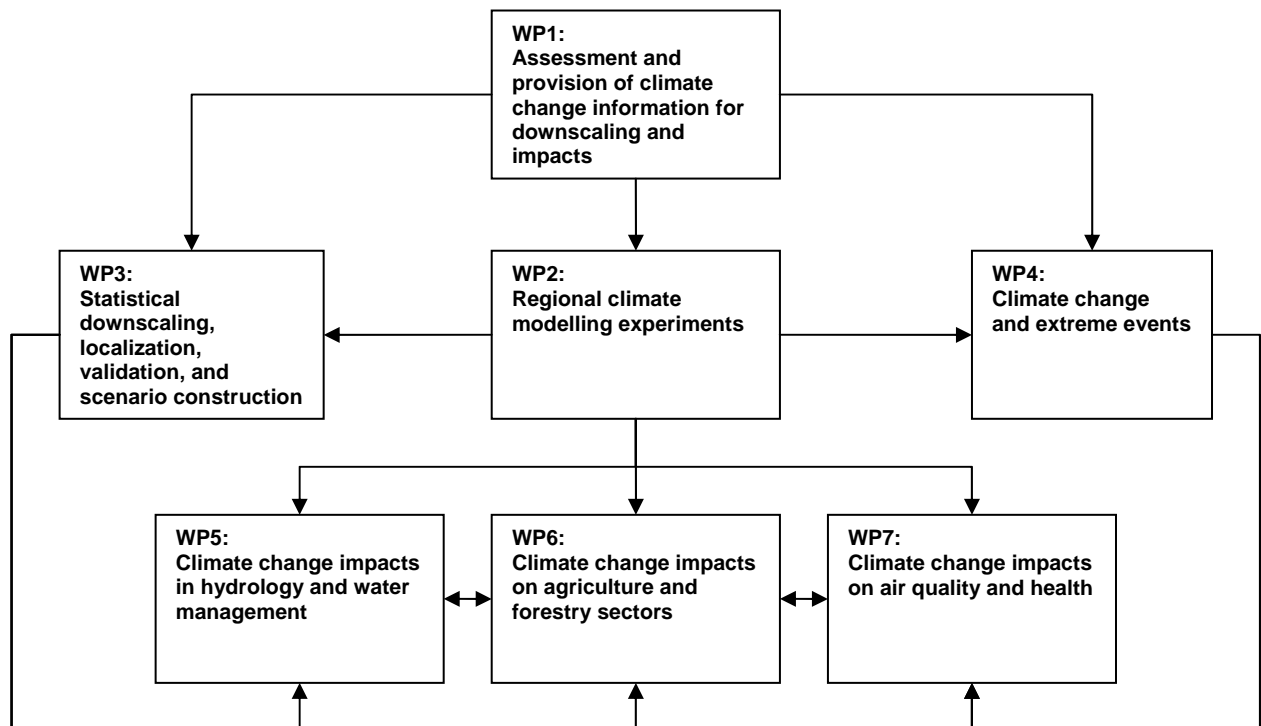 WP1:
Assessment and
provision of climate
change information for
downscaling and
impacts
WP3:
Statistical
downscaling,
localization,
validation, and
scenario construction
WP2:
Regional climate
modelling experiments
WP4:
Climate change
and extreme events
WP5:
Climate change impacts
in hydrology and water
management
WP6:
Climate change impacts
on agriculture and
forestry sectors
WP7:
Climate change impacts
on air quality and health